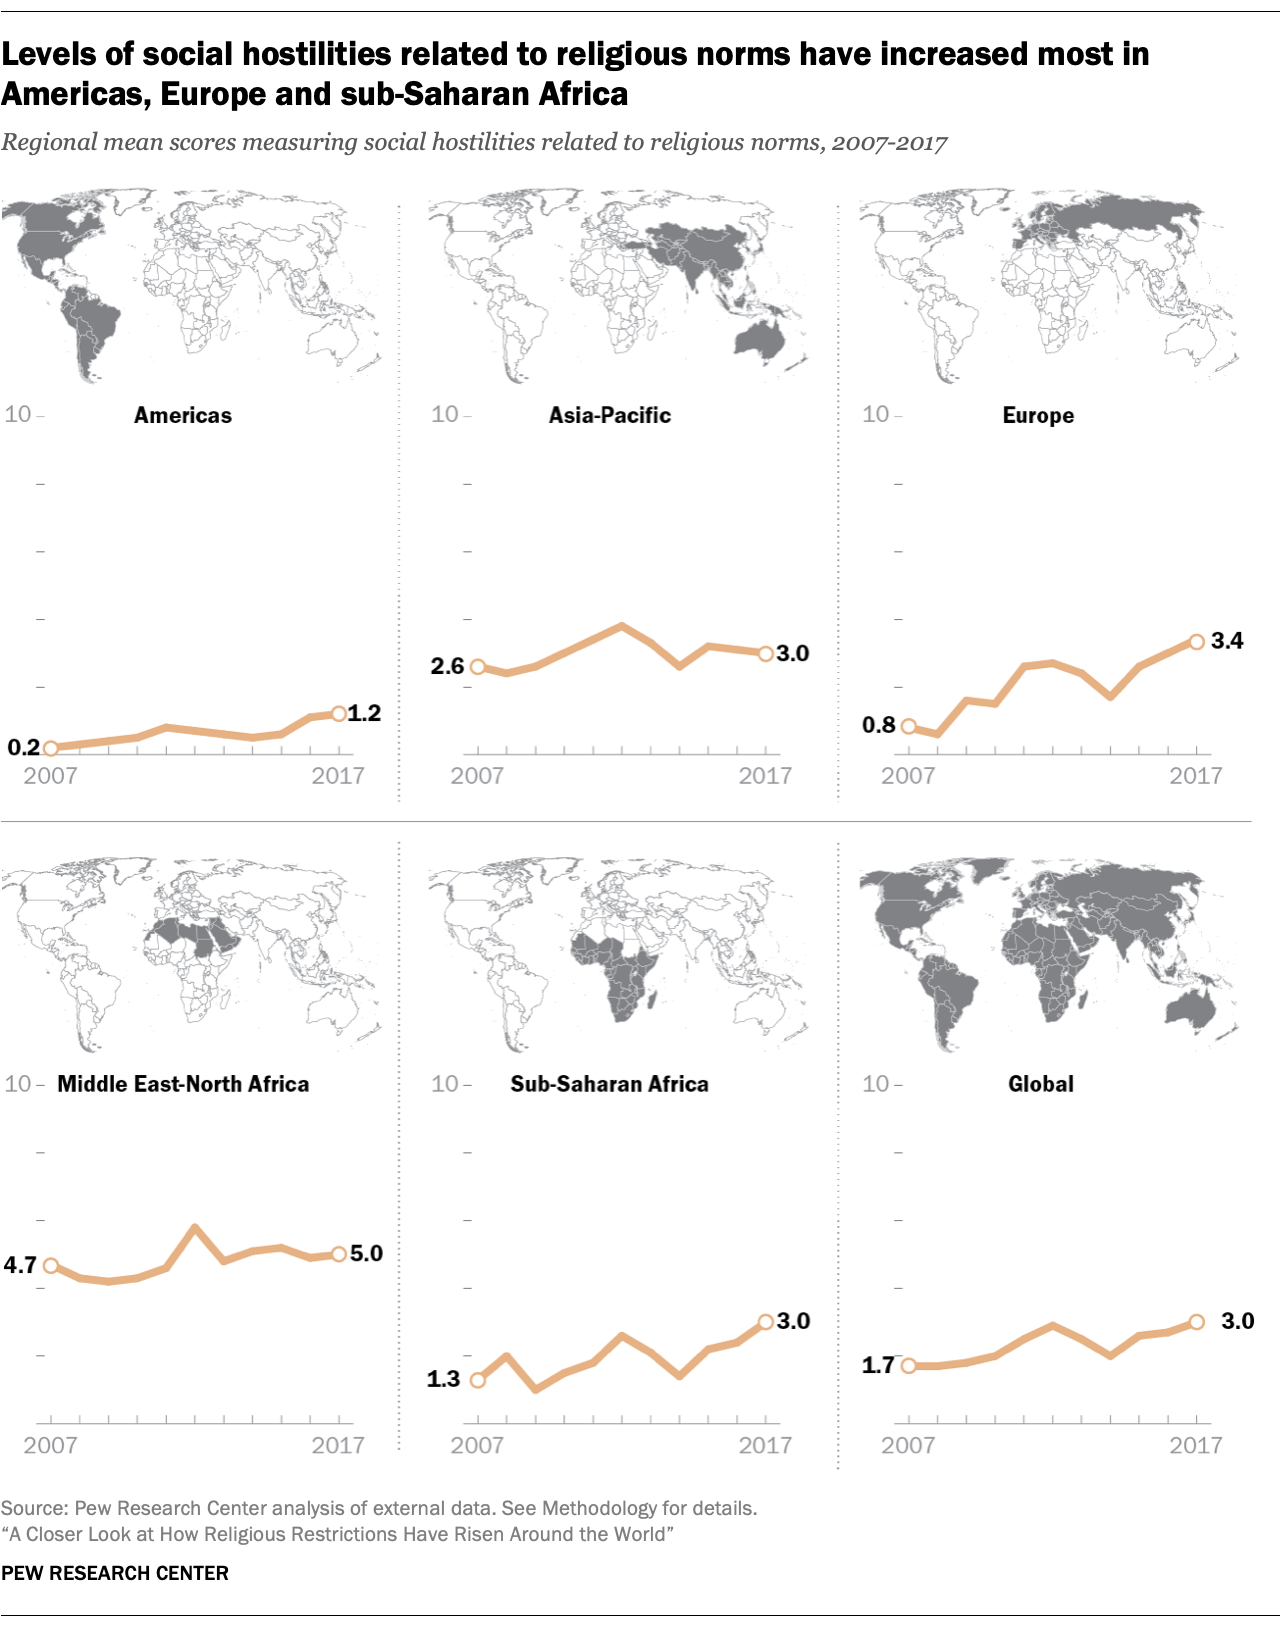 Levels of social hostilities related to religious norms have increased most in
Americas, Europe and sub-Saharan Africa
Regional mean scores measuring social hostilities related to religious norms, 2007-2017
10
Americas
0.2
1.2
2007
2017
10
Asia-Pacific
2.6
3.0
2007
2017
10
Europe
0.8
3.4
2007
2017
10
Middle East-North Africa
4.7
5.0
2007
2017
10
Sub-Saharan Africa
1.3
3.0
2007
2017
10
Global
1.7
3.0
2007
2017
Source: Pew Research Center analysis of external data. See Methodology for details.
“A Closer Look at How Religious Restrictions Have Risen Around the World”
PEW RESEARCH CENTER